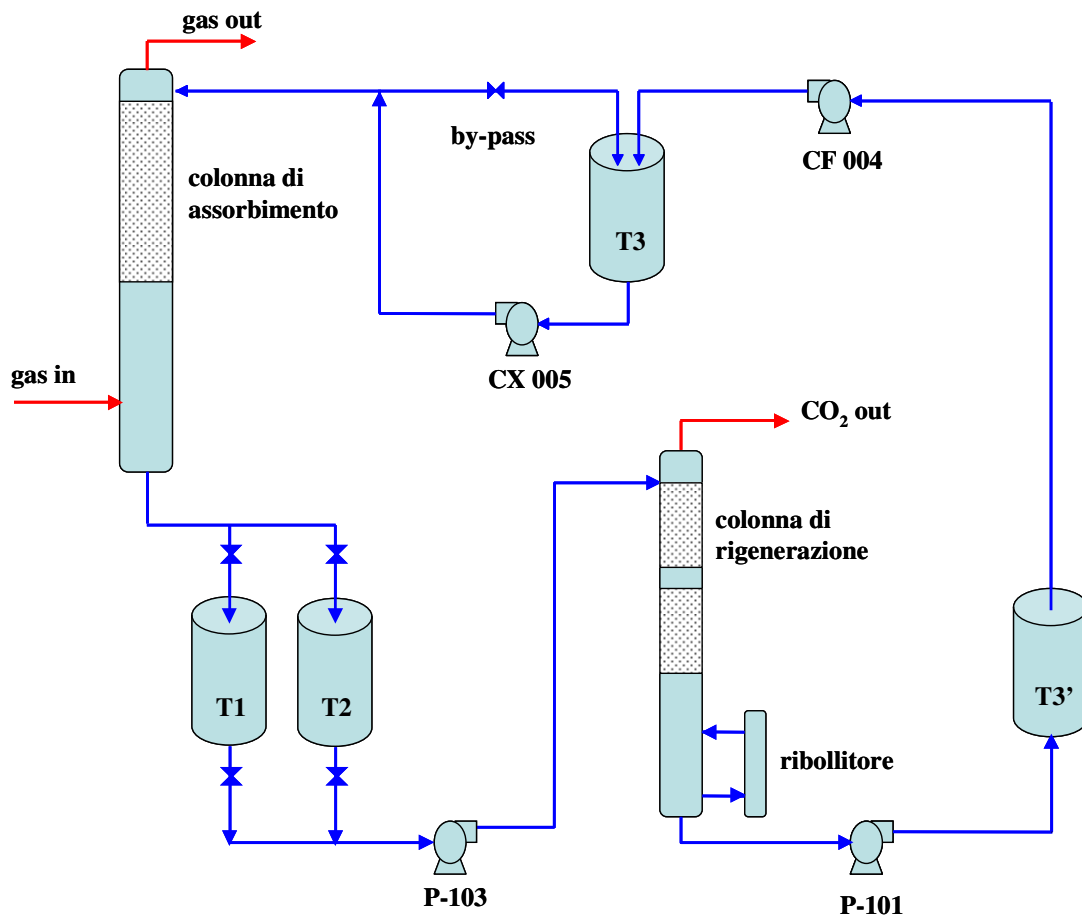 gas out
by-pass
CF 004
colonna di
assorbimento
T3
gas in
CX 005
CO₂ out
colonna di
rigenerazione
T1
T2
T3’
ribollitore
P-103
P-101